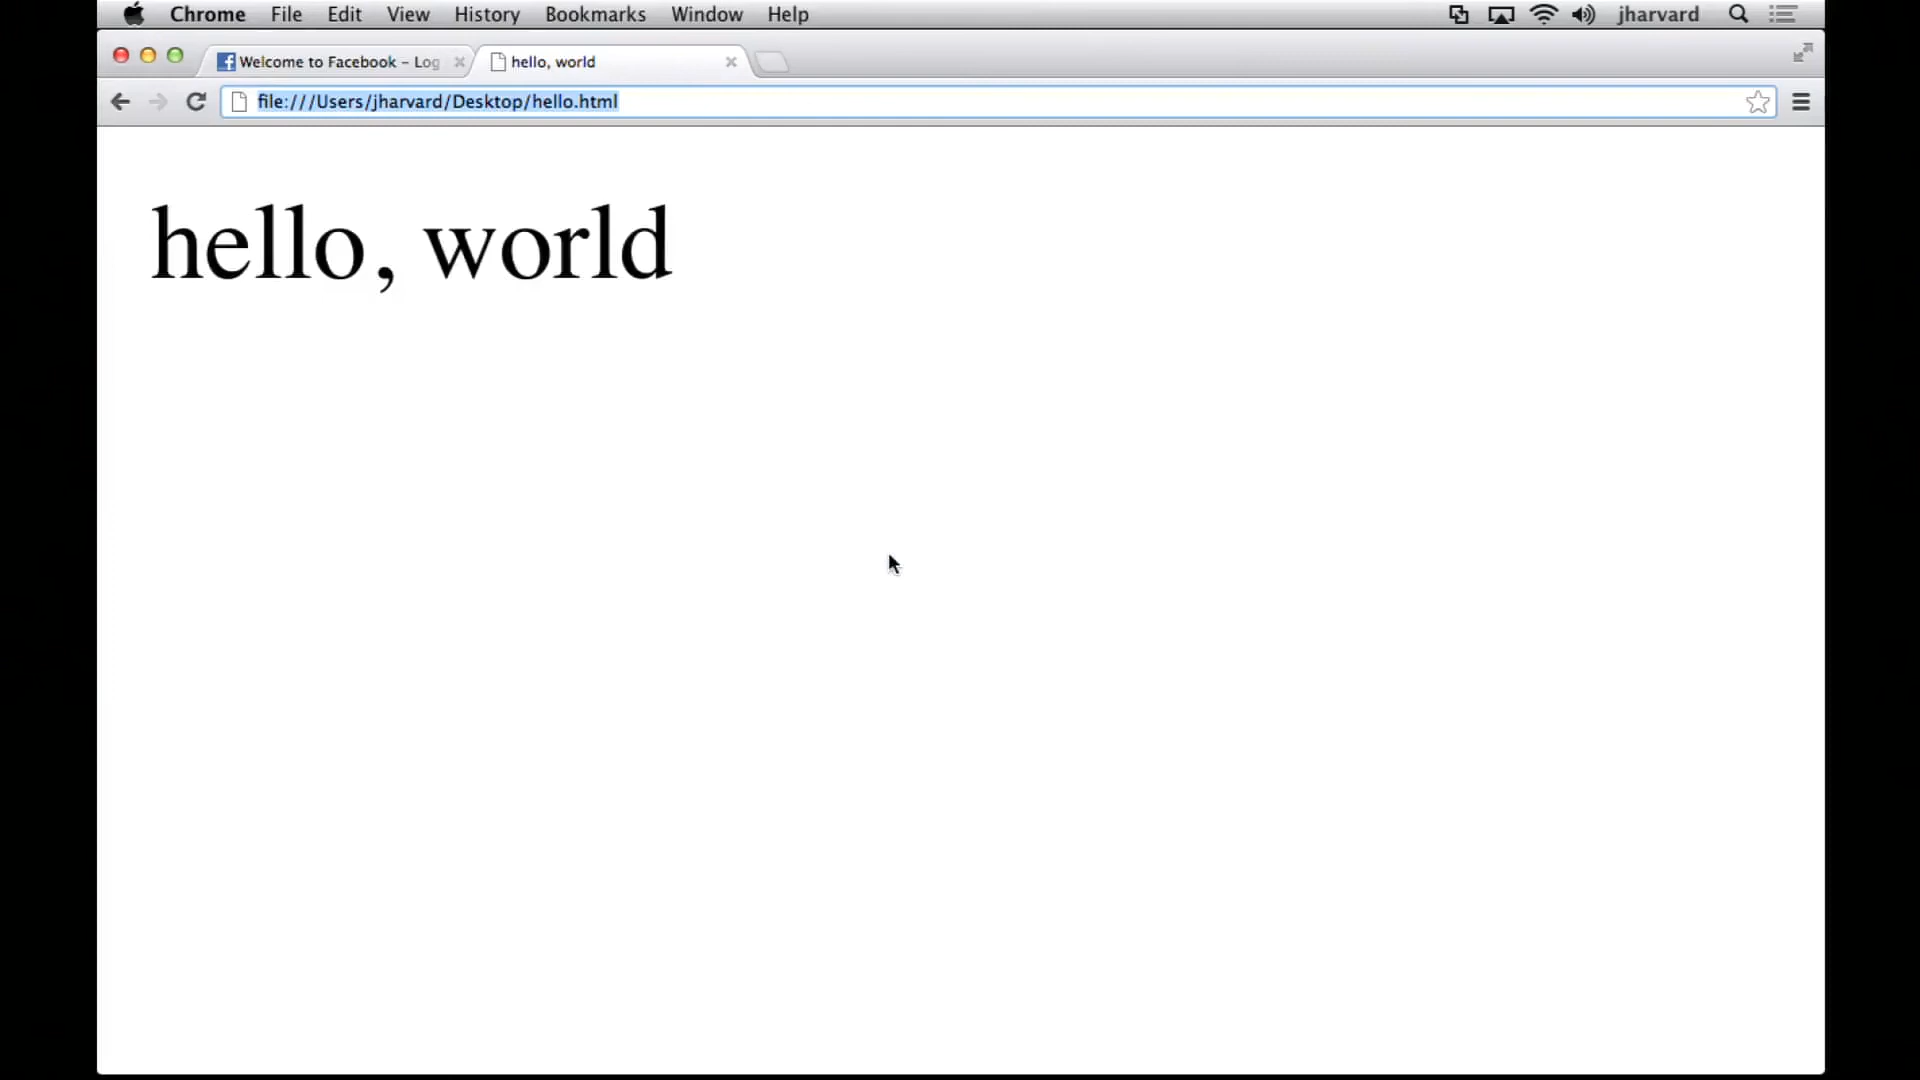 Chrome File Edit View History Bookmarks Window Help jharvard
Welcome to Facebook – Log hello, world
file:///Users/jharvard/Desktop/hello.html
hello, world